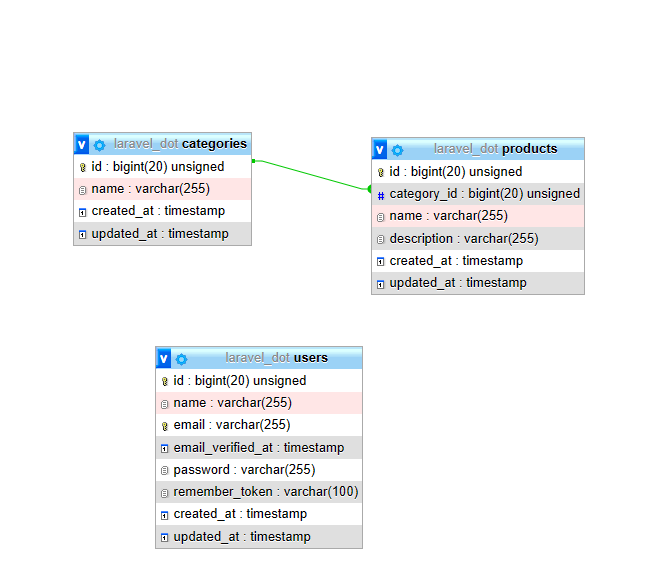 v laravel_dot categories
id : bigint(20) unsigned
name : varchar(255)
created_at : timestamp
updated_at : timestamp
v laravel_dot products
id : bigint(20) unsigned
# category_id : bigint(20) unsigned
name : varchar(255)
description : varchar(255)
created_at : timestamp
updated_at : timestamp
v laravel_dot users
id : bigint(20) unsigned
name : varchar(255)
email : varchar(255)
email_verified_at : timestamp
password : varchar(255)
remember_token : varchar(100)
created_at : timestamp
updated_at : timestamp